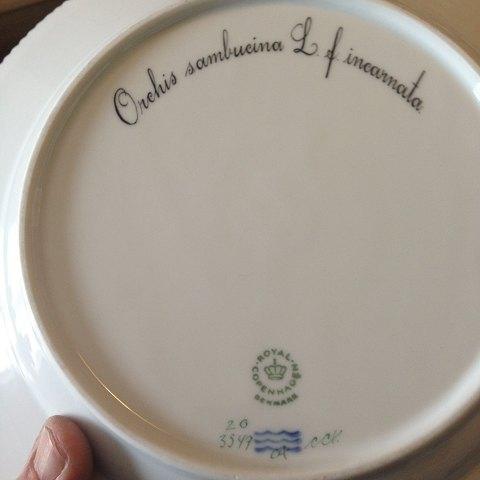 Orchis sambucina L. f. incarnata.
ROYAL
COPENHAGEN
DENMARK
20
3549